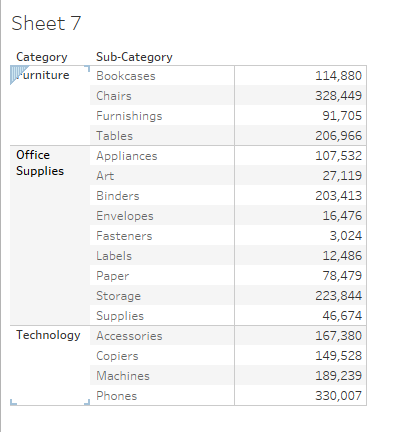 Sheet 7
Category Sub-Category
Furniture Bookcases 114,880
Chairs 328,449
Furnishings 91,705
Tables 206,966
Office Appliances 107,532
Supplies Art 27,119
Binders 203,413
Envelopes 16,476
Fasteners 3,024
Labels 12,486
Paper 78,479
Storage 223,844
Supplies 46,674
Technology Accessories 167,380
Copiers 149,528
Machines 189,239
Phones 330,007